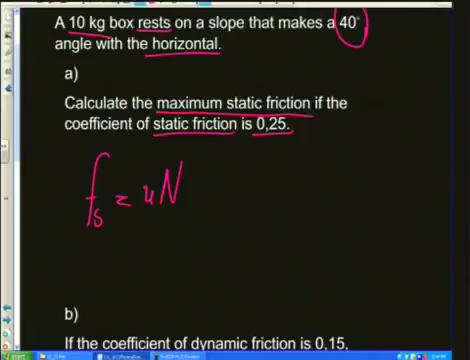 A 10 kg box rests on a slope that makes a 40°
angle with the horizontal.
a)
Calculate the maximum static friction if the
coefficient of static friction is 0,25.
fs = uN
b)
If the coefficient of dynamic friction is 0,15,